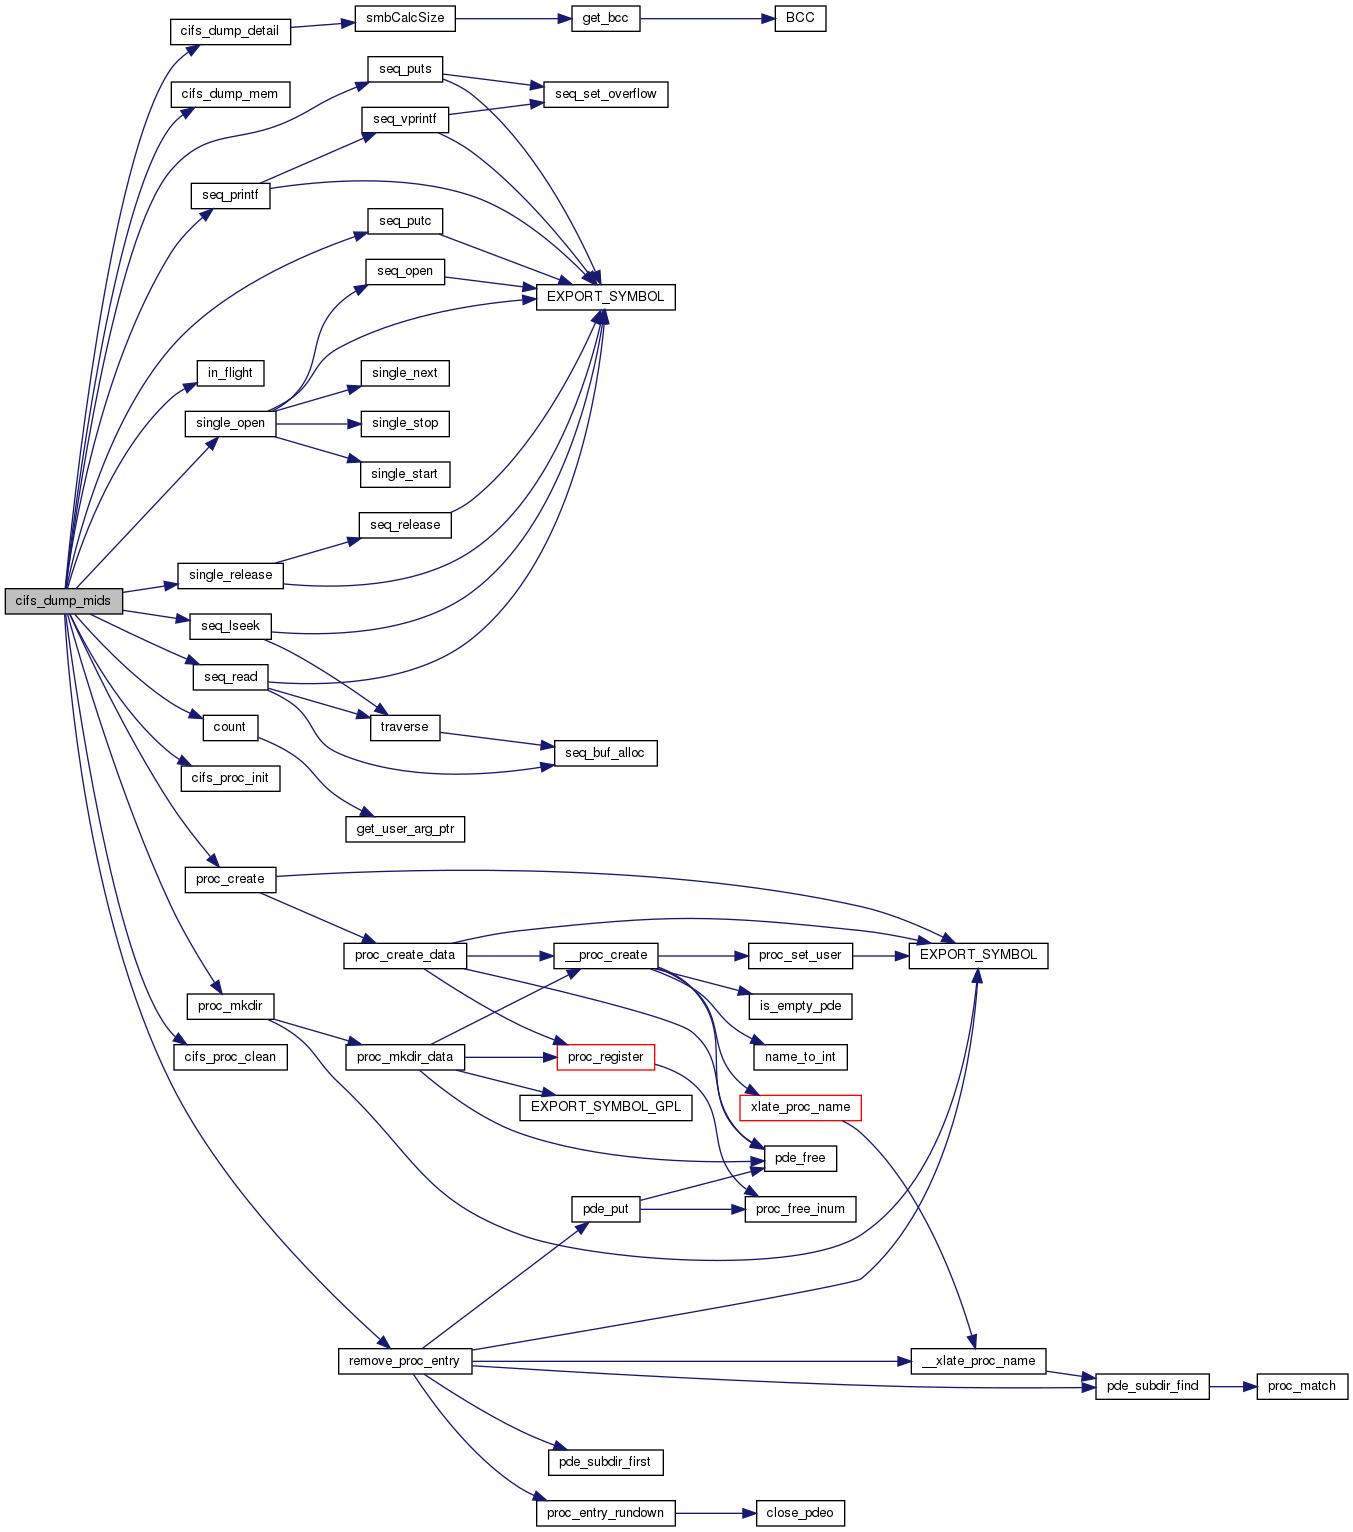 smbCalcSize
get_bcc
BCC
cifs_dump_detail
seq_puts
cifs_dump_mem
seq_set_overflow
seq_vprintf
seq_printf
seq_putc
seq_open
EXPORT_SYMBOL
in_flight
single_next
single_open
single_stop
single_start
seq_release
single_release
cifs_dump_mids
seq_lseek
seq_read
count
traverse
seq_buf_alloc
cifs_proc_init
get_user_arg_ptr
proc_create
proc_create_data
__proc_create
proc_set_user
EXPORT_SYMBOL
proc_mkdir
is_empty_pde
cifs_proc_clean
proc_mkdir_data
proc_register
name_to_int
EXPORT_SYMBOL_GPL
xlate_proc_name
pde_free
pde_put
proc_free_inum
remove_proc_entry
__xlate_proc_name
pde_subdir_find
proc_match
pde_subdir_first
proc_entry_rundown
close_pdeo